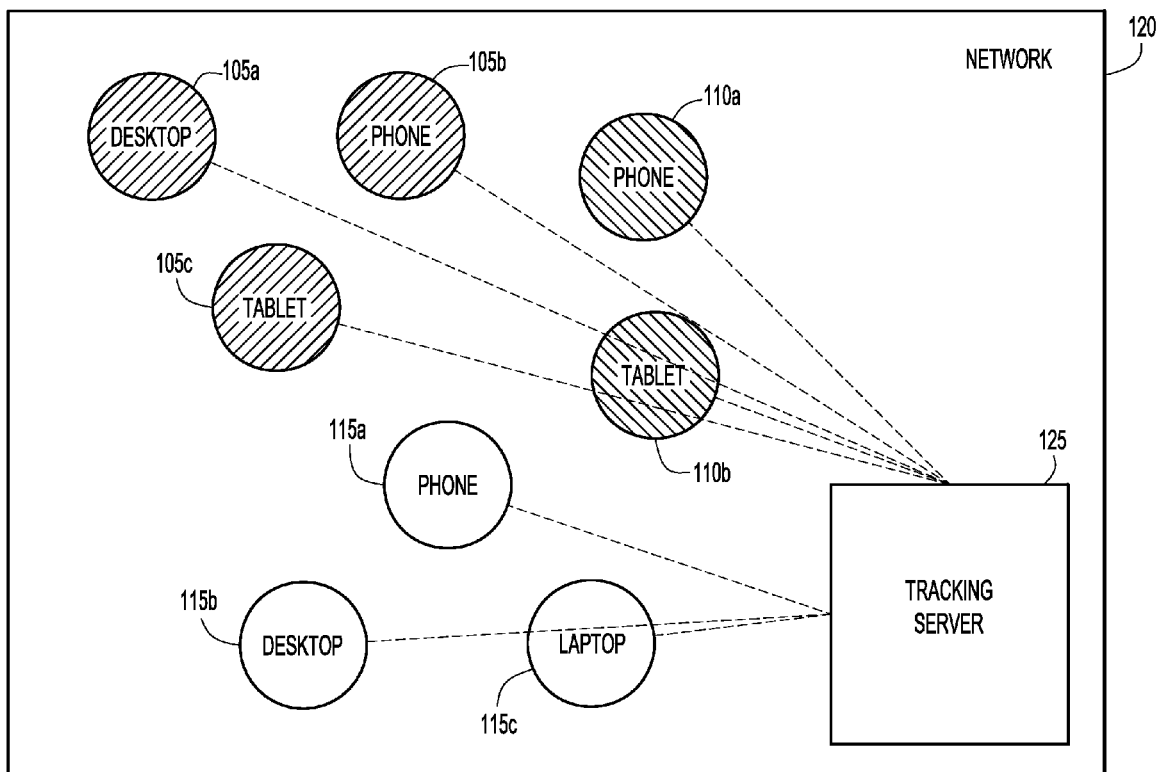 120
NETWORK
105a
105b
110a
DESKTOP
PHONE
PHONE
105c
TABLET
TABLET
110b
115a
PHONE
125
TRACKING
SERVER
115b
DESKTOP
LAPTOP
115c